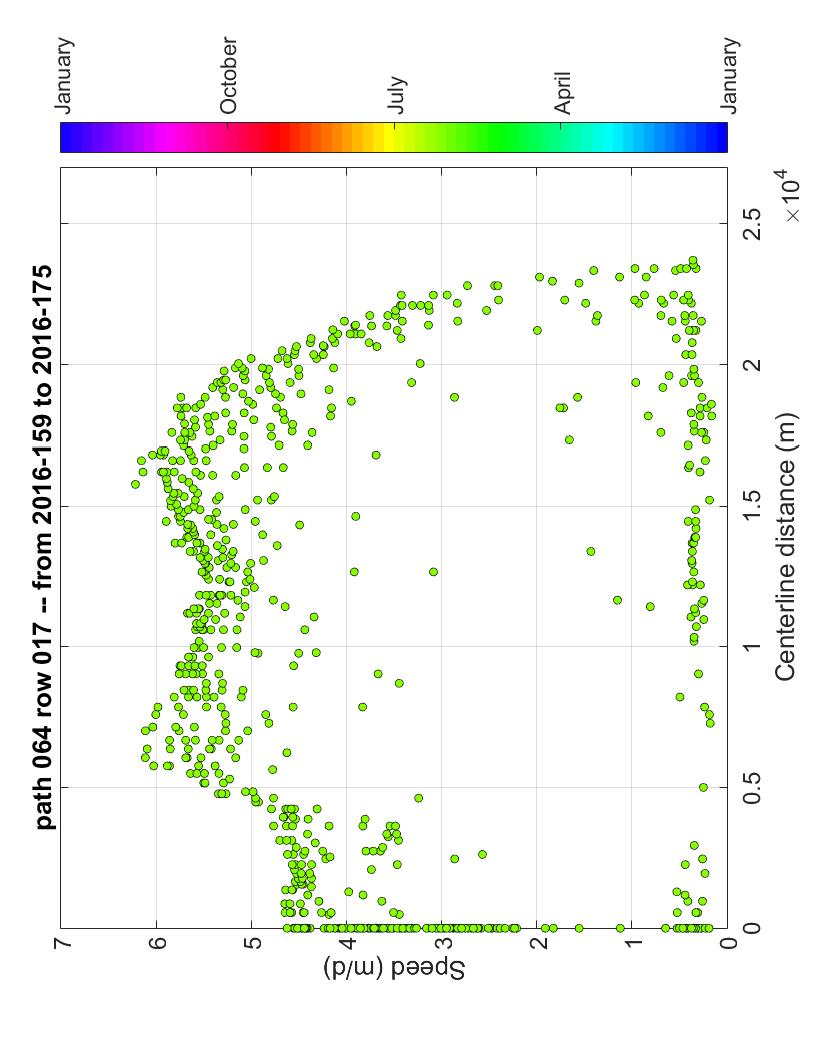 path 064 row 017 -- from 2016-159 to 2016-175
7
6
5
4
3
2
1
0
Speed (m/d)
0
0.5
1
1.5
2
2.5
Centerline distance (m)
×10⁴
January
October
July
April
January